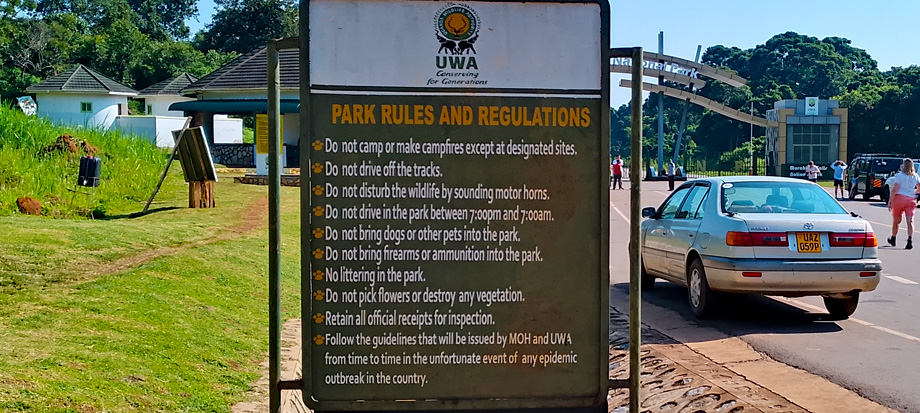 UWA
Conserving
for Generations
PARK RULES AND REGULATIONS
Do not camp or make campfires except at designated sites.
Do not drive off the tracks.
Do not disturb the wildlife by sounding motor horns.
Do not drive in the park between 7:00pm and 7:00am.
Do not bring dogs or other pets into the park.
Do not bring firearms or ammunition into the park.
No littering in the park.
Do not pick flowers or destroy any vegetation.
Retain all official receipts for inspection.
Follow the guidelines that will be issued by MOH and UWA
from time to time in the unfortunate event of any epidemic
outbreak in the country.
National Park
UAZ
059P